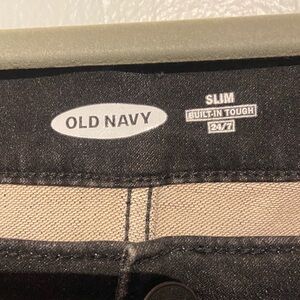 OLD NAVY
SLIM
BUILT-IN TOUGH
24/7